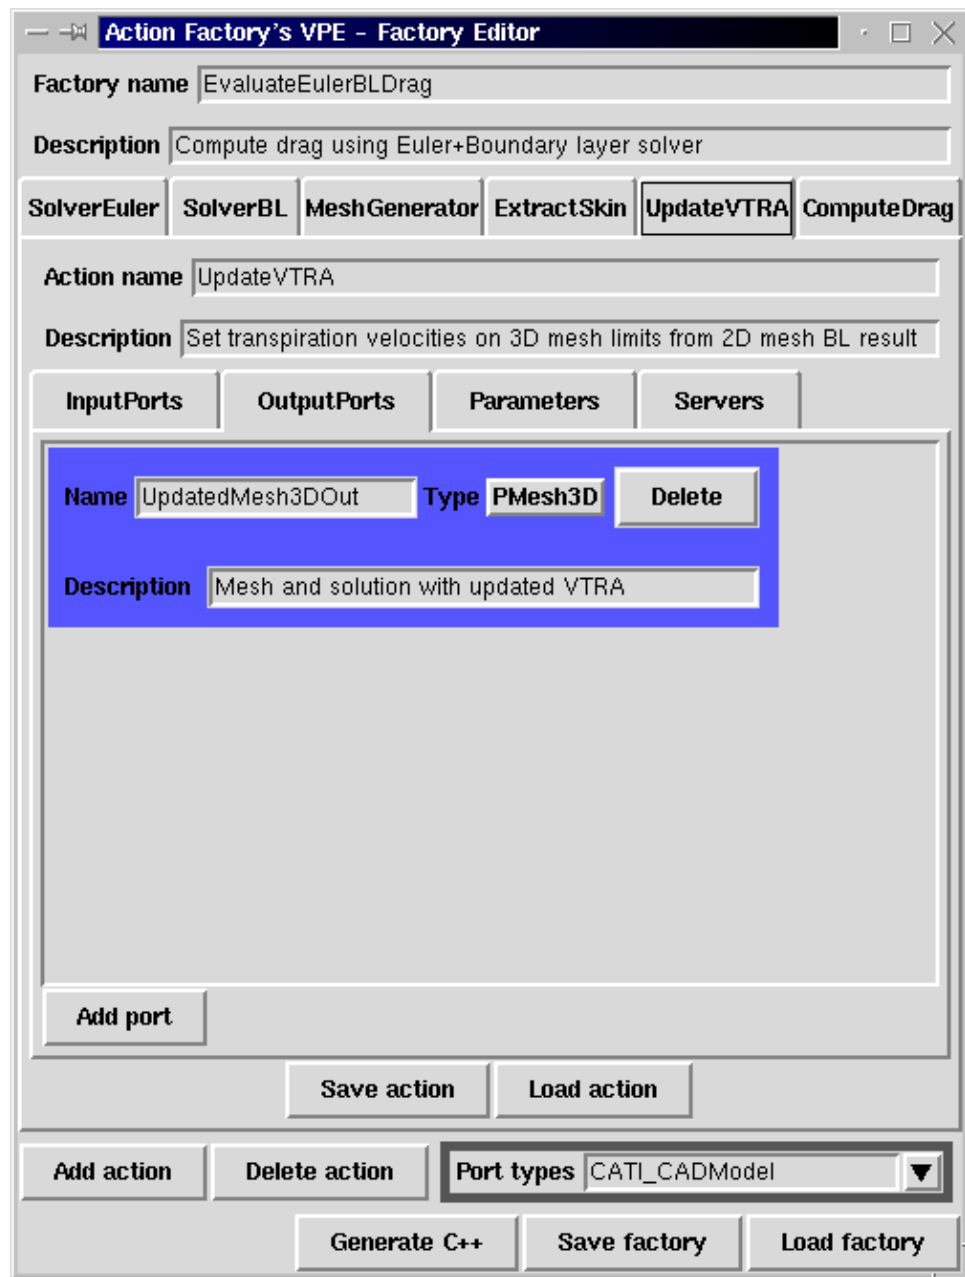 Action Factory's VPE - Factory Editor
Factory name EvaluateEulerBLDrag
Description Compute drag using Euler+Boundary layer solver
SolverEuler SolverBL MeshGenerator ExtractSkin UpdateVTRA ComputeDrag
Action name UpdateVTRA
Description Set transpiration velocities on 3D mesh limits from 2D mesh BL result
InputPorts OutputPorts Parameters Servers
Name UpdatedMesh3DOut Type PMesh3D Delete
Description Mesh and solution with updated VTRA
Add port
Save action Load action
Add action Delete action Port types CATI_CADModel
Generate C++ Save factory Load factory